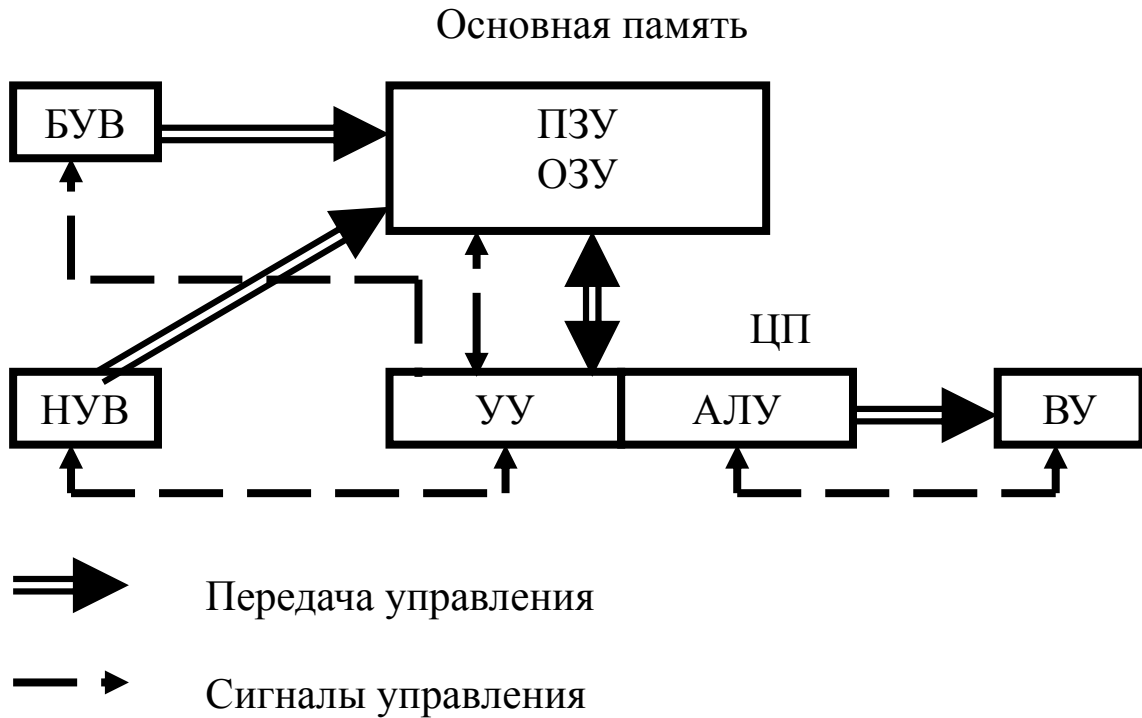 Основная память
БУВ
ПЗУ
ОЗУ
ЦП
НУВ
УУ
АЛУ
ВУ
Передача управления
Сигналы управления